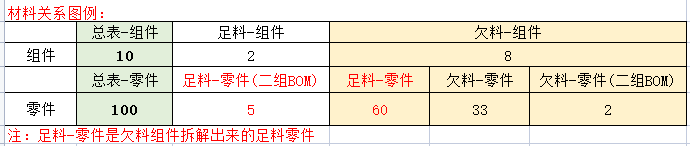 材料关系图例：
总表-组件 足料-组件 欠料-组件
组件 10 2 8
总表-零件 足料-零件(二组BOM) 足料-零件 欠料-零件 欠料-零件(二组BOM)
零件 100 5 60 33 2
注：足料-零件是欠料组件拆解出来的足料零件